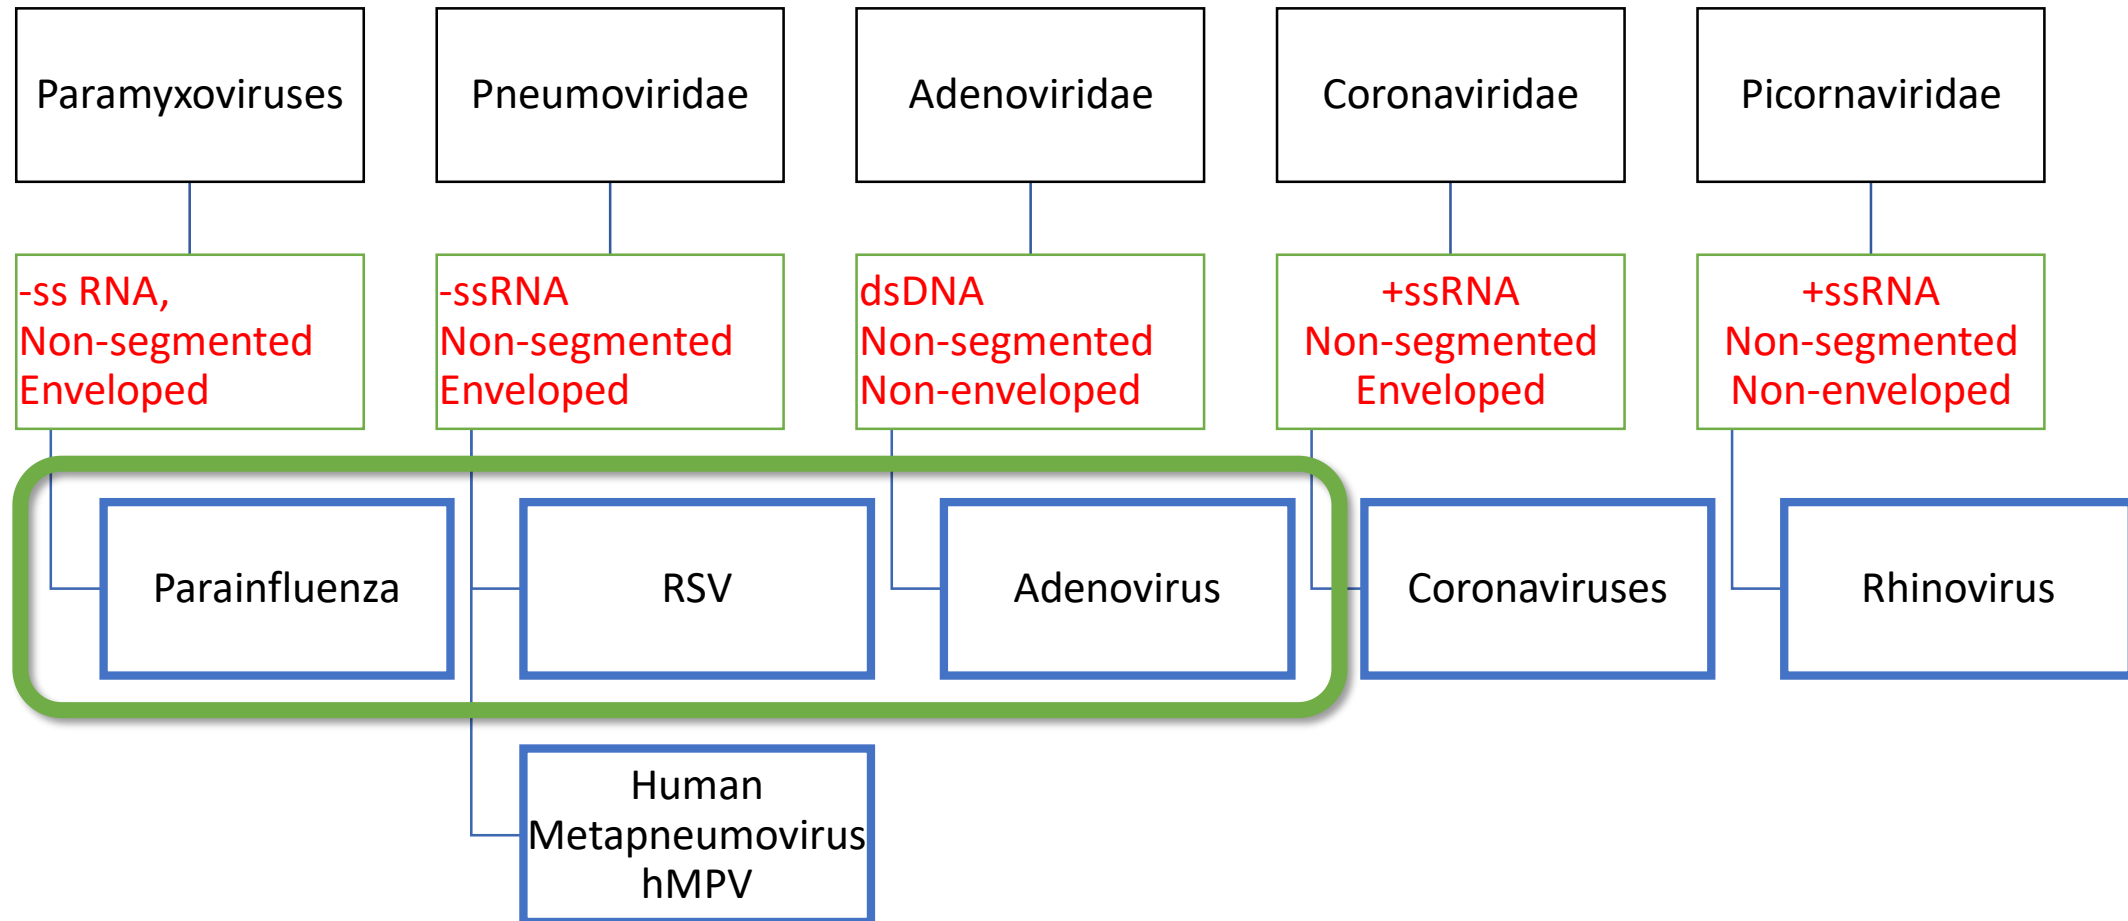 Paramyxoviruses
Pneumoviridae
Adenoviridae
Coronaviridae
Picornaviridae
-ss RNA,
Non-segmented
Enveloped
-ssRNA
Non-segmented
Enveloped
dsDNA
Non-segmented
Non-enveloped
+ssRNA
Non-segmented
Enveloped
+ssRNA
Non-segmented
Non-enveloped
Parainfluenza
RSV
Adenovirus
Coronaviruses
Rhinovirus
Human
Metapneumovirus
hMPV